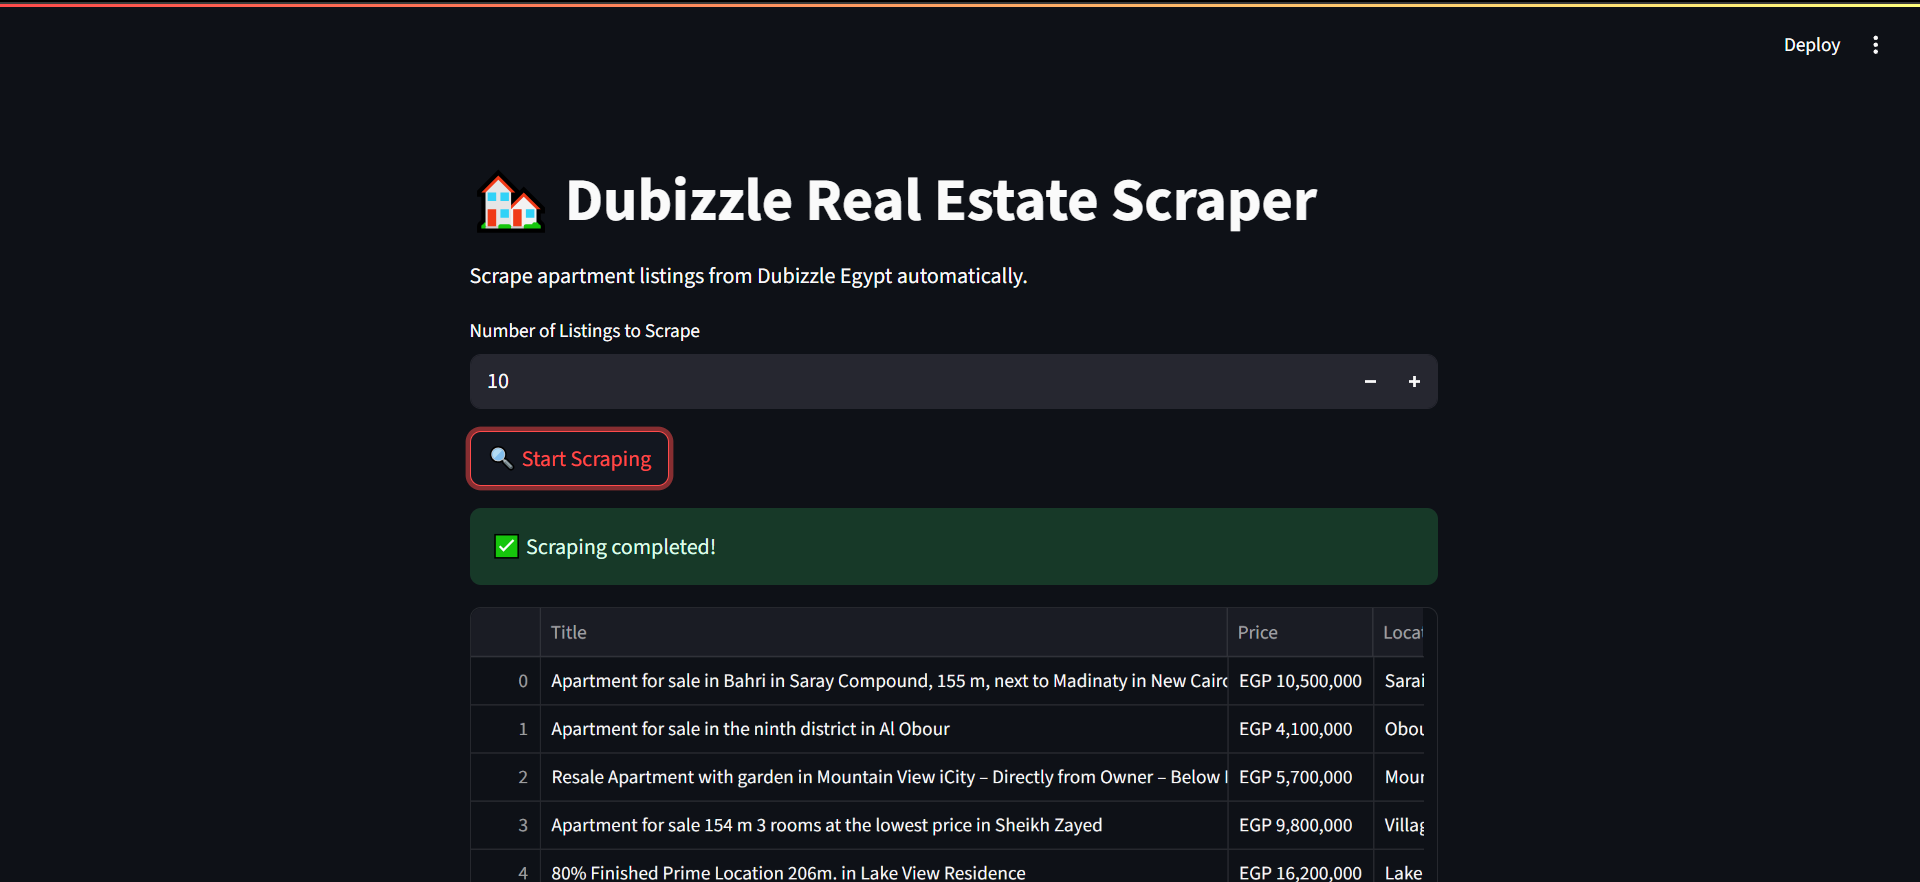 Deploy
Dubizzle Real Estate Scraper
Scrape apartment listings from Dubizzle Egypt automatically.
Number of Listings to Scrape
10
Start Scraping
Scraping completed!
Title Price Locat
0 Apartment for sale in Bahri in Saray Compound, 155 m, next to Madinaty in New Cairo EGP 10,500,000 Sarai
1 Apartment for sale in the ninth district in Al Obour EGP 4,100,000 Obou
2 Resale Apartment with garden in Mountain View iCity – Directly from Owner – Below EGP 5,700,000 Moun
3 Apartment for sale 154 m 3 rooms at the lowest price in Sheikh Zayed EGP 9,800,000 Villag
4 80% Finished Prime Location 206m. in Lake View Residence EGP 16,200,000 Lake